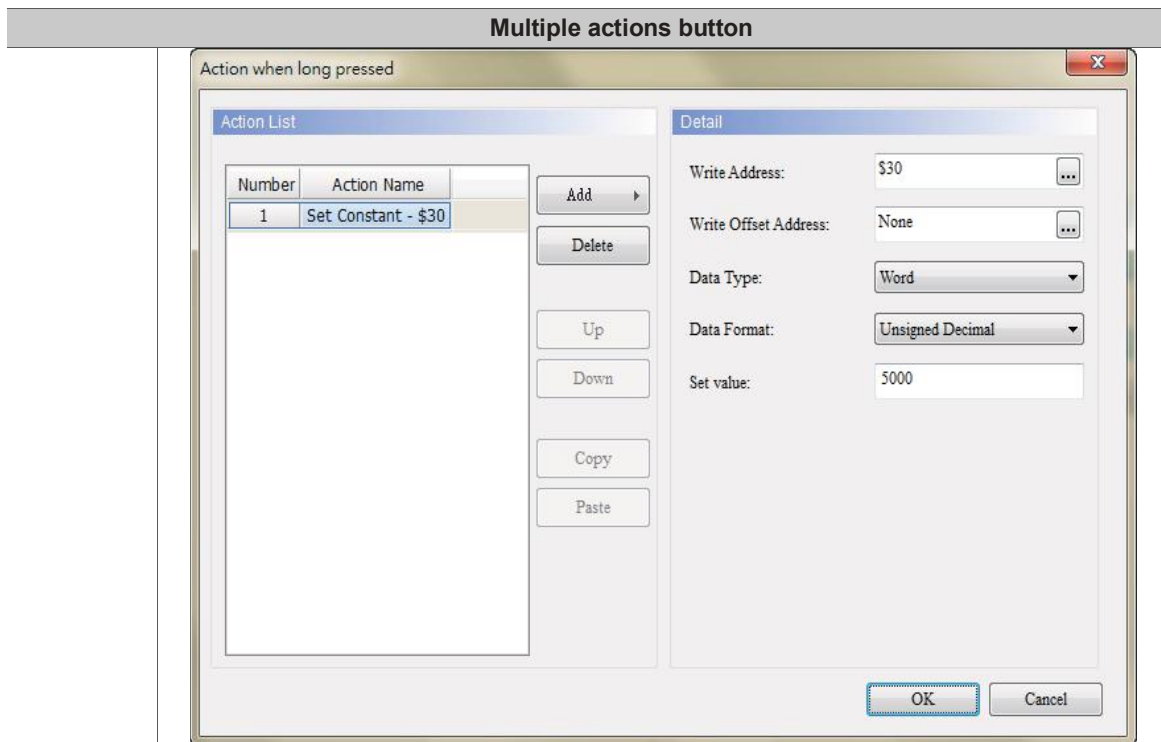 Multiple actions button
Action when long pressed
Action List
Number Action Name
1 Set Constant - $30
Add
Delete
Up
Down
Copy
Paste
Detail
Write Address: $30 ...
Write Offset Address: None ...
Data Type: Word
Data Format: Unsigned Decimal
Set value: 5000
OK Cancel